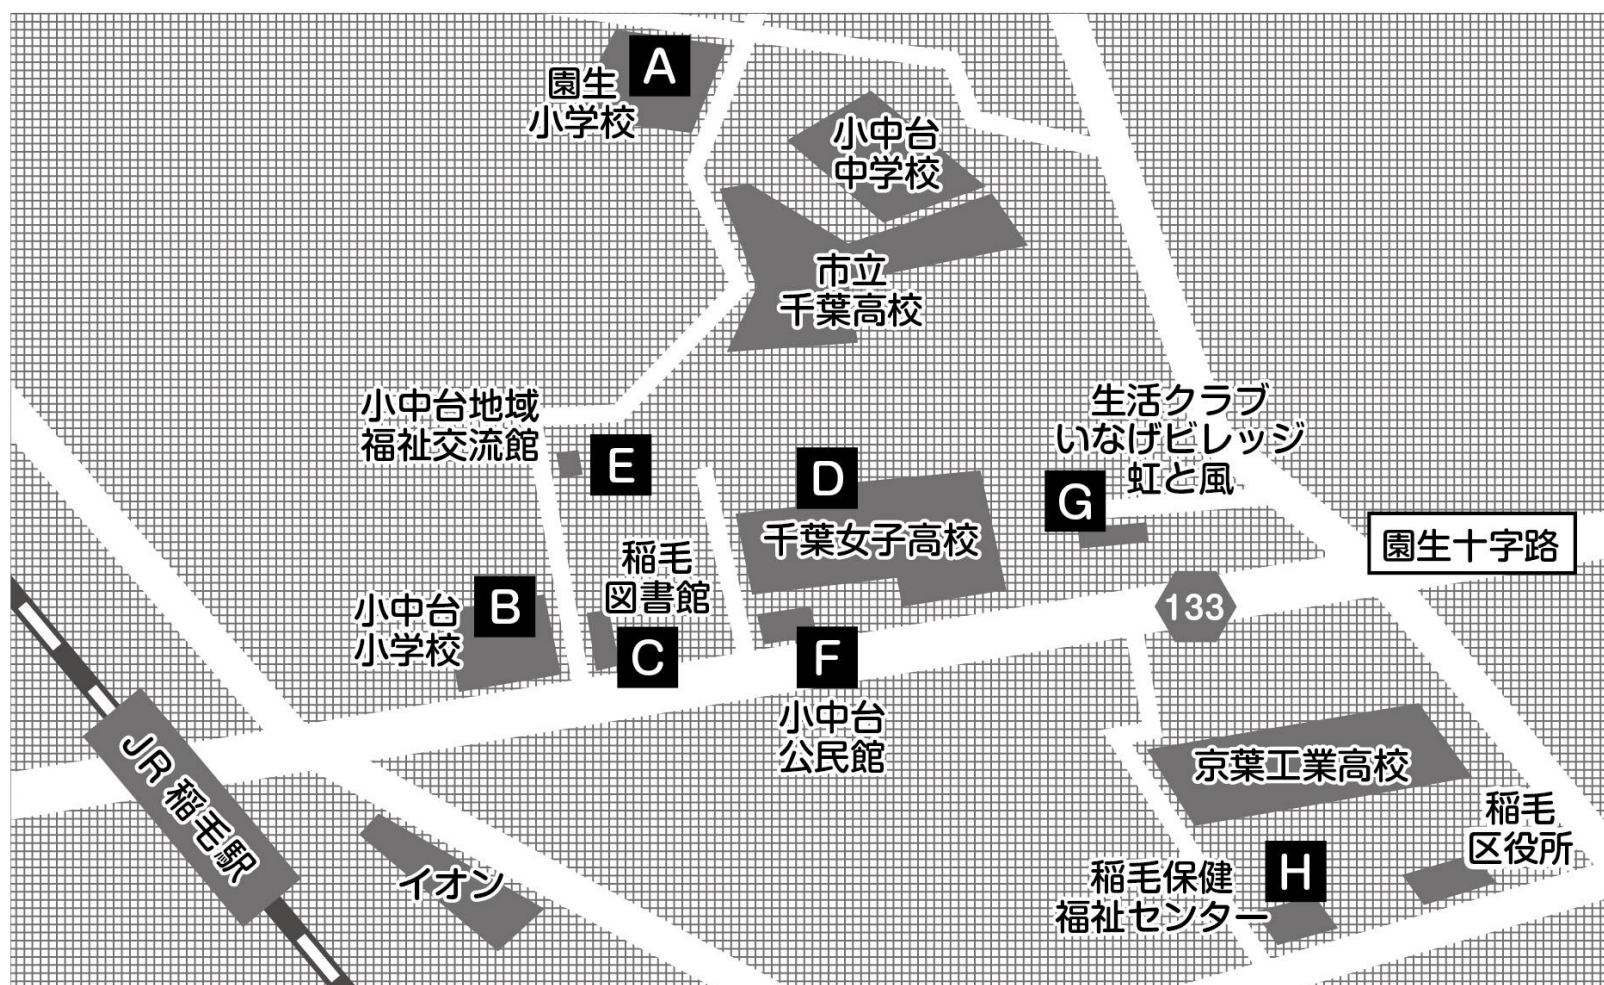 A
園生
小学校
小中台
中学校
市立
千葉高校
小中台地域
福祉交流館
E
D
千葉女子高校
生活クラブ
いなげビレッジ
虹と風
G
園生十字路
133
稲毛
図書館
C
B
小中台
小学校
F
小中台
公民館
JR 稲毛駅
イオン
京葉工業高校
稲毛
区役所
H
稲毛保健
福祉センター